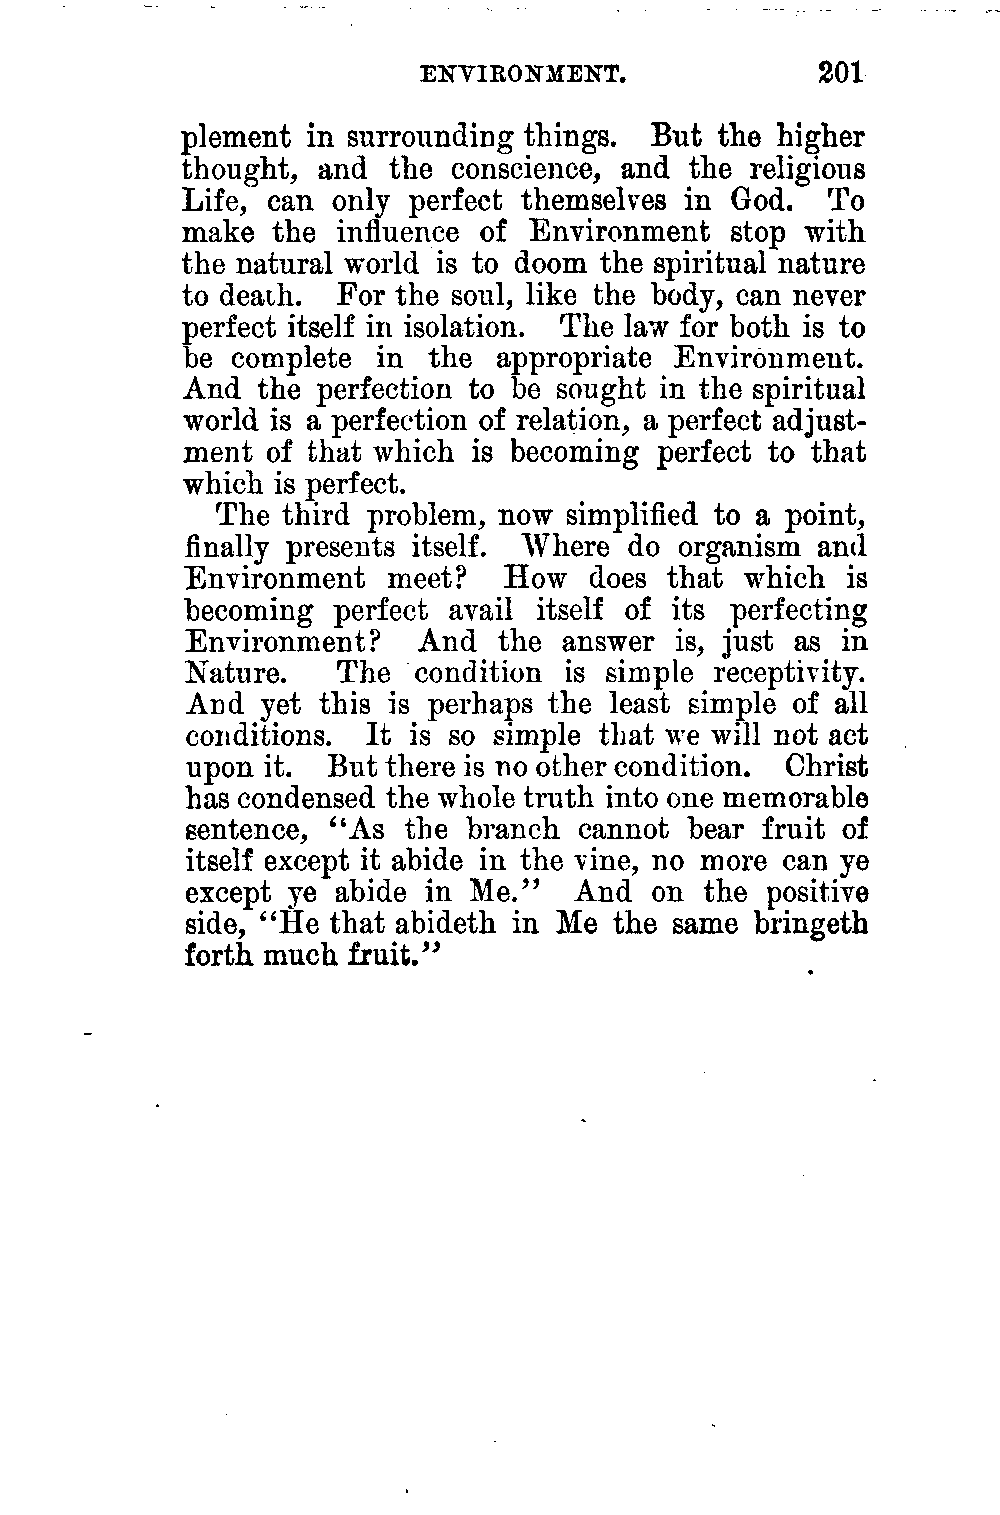 ENVIRONMENT. 201
plement in surrounding things. But the higher
thought, and the conscience, and the religious
Life, can only perfect themselves in God. To
make the influence of Environment stop with
the natural world is to doom the spiritual nature
to death. For the soul, like the body, can never
perfect itself in isolation. The law for both is to
be complete in the appropriate Environment.
And the perfection to be sought in the spiritual
world is a perfection of relation, a perfect adjust-
ment of that which is becoming perfect to that
which is perfect.
The third problem, now simplified to a point,
finally presents itself. Where do organism and
Environment meet? How does that which is
becoming perfect avail itself of its perfecting
Environment? And the answer is, just as in
Nature. The condition is simple receptivity.
And yet this is perhaps the least simple of all
conditions. It is so simple that we will not act
upon it. But there is no other condition. Christ
has condensed the whole truth into one memorable
sentence, “As the branch cannot bear fruit of
itself except it abide in the vine, no more can ye
except ye abide in Me.” And on the positive
side, “He that abideth in Me the same bringeth
forth much fruit.”